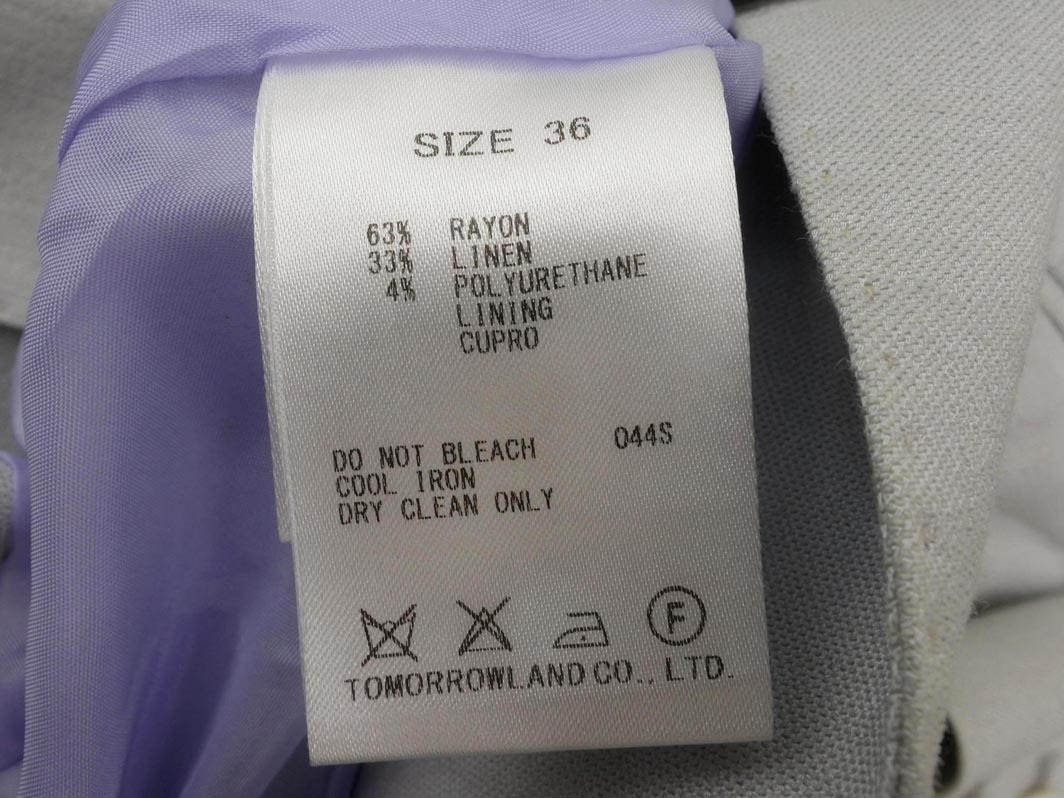 SIZE 36
63% RAYON
33% LINEN
4% POLYURETHANE
LINING
CUPRO
DO NOT BLEACH 044S
COOL IRON
DRY CLEAN ONLY
F
TOMORROWLAND CO., LTD.